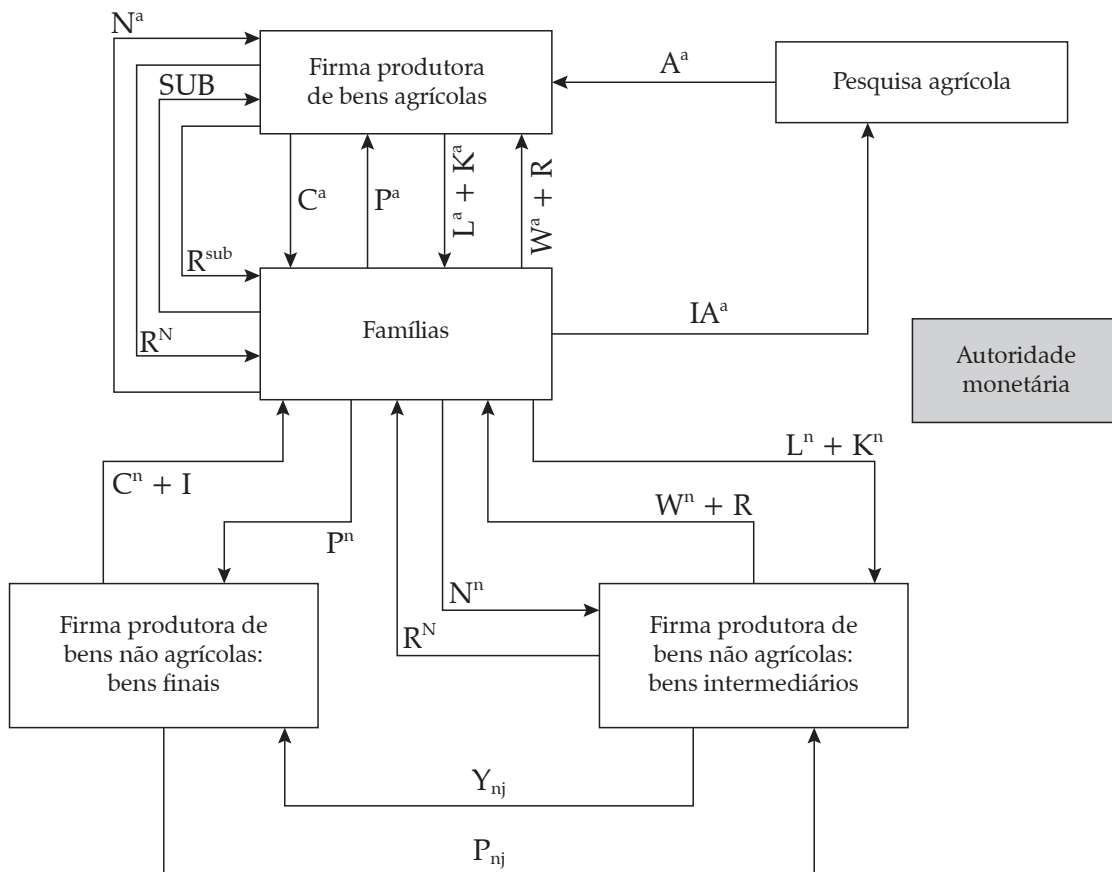 Nᵃ
Firma produtora
de bens agrícolas
Aᵃ
Pesquisa agrícola
SUB
Cᵃ
Pᵃ
Lᵃ + Kᵃ
Wᵃ + R
Rˢᵘᵇ
Famílias
IAᵃ
Rᴺ
Autoridade
monetária
Cⁿ + I
Pⁿ
Lⁿ + Kⁿ
Wⁿ + R
Nⁿ
Rᴺ
Firma produtora de
bens não agrícolas:
bens finais
Firma produtora de
bens não agrícolas:
bens intermediários
Yₙⱼ
Pₙⱼ